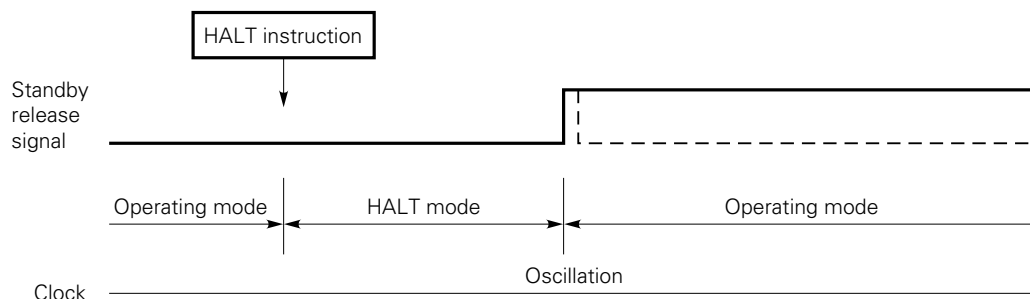 HALT instruction
Standby
release
signal
Operating mode
HALT mode
Operating mode
Oscillation
Clock